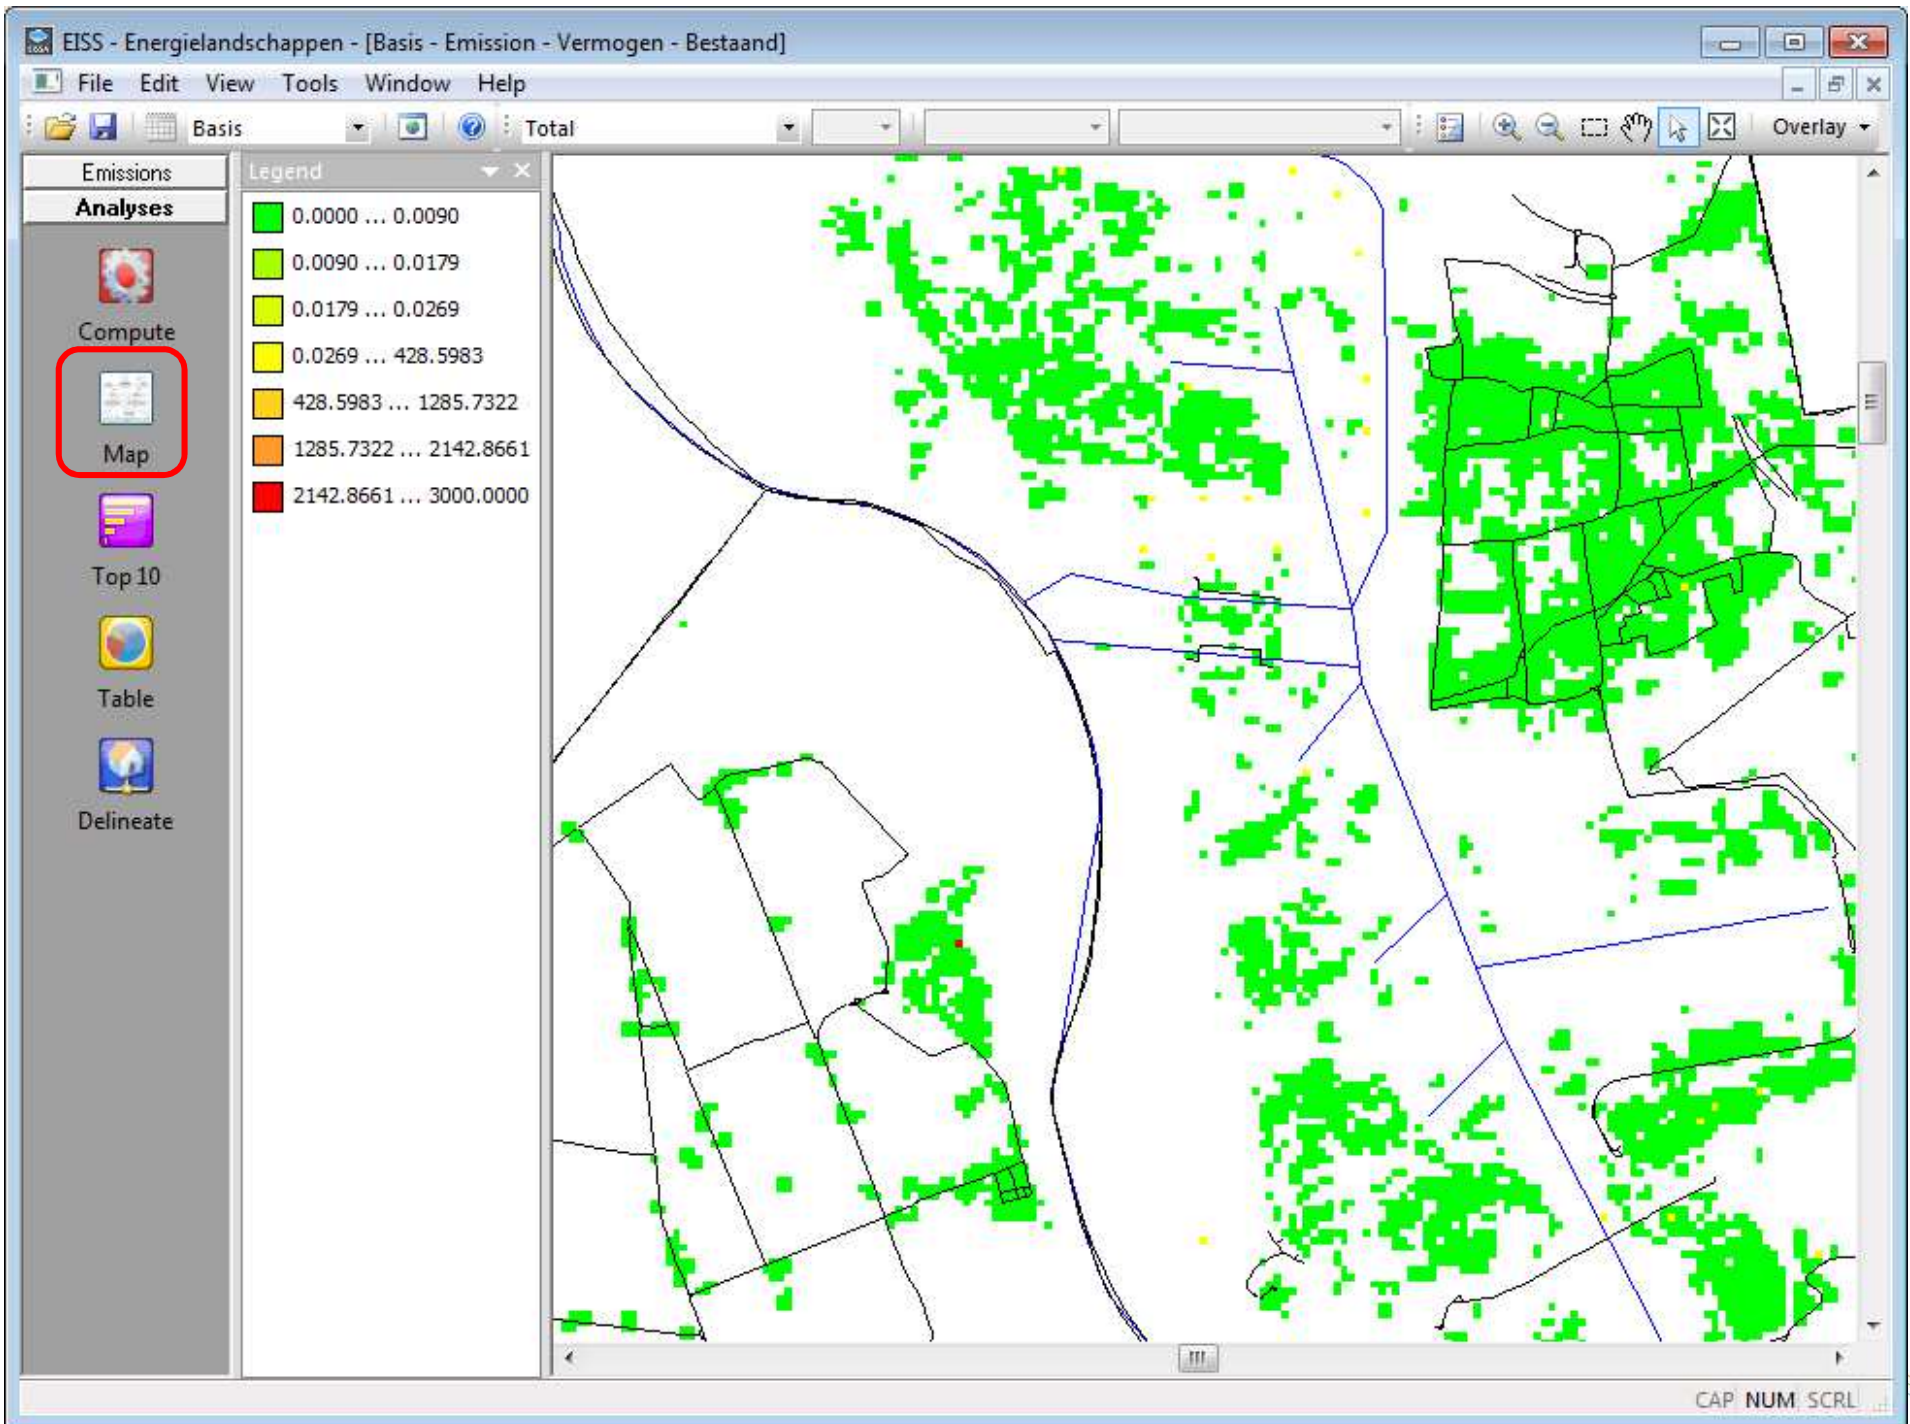 EISS - Energielandschappen - [Basis - Emission - Vermogen - Bestaand]
File Edit View Tools Window Help
Basis Total Overlay
Emissions
Analyses
Compute
Map
Top 10
Table
Delineate
Legend
0.0000 ... 0.0090
0.0090 ... 0.0179
0.0179 ... 0.0269
0.0269 ... 428.5983
428.5983 ... 1285.7322
1285.7322 ... 2142.8661
2142.8661 ... 3000.0000
CAP NUM SCRL